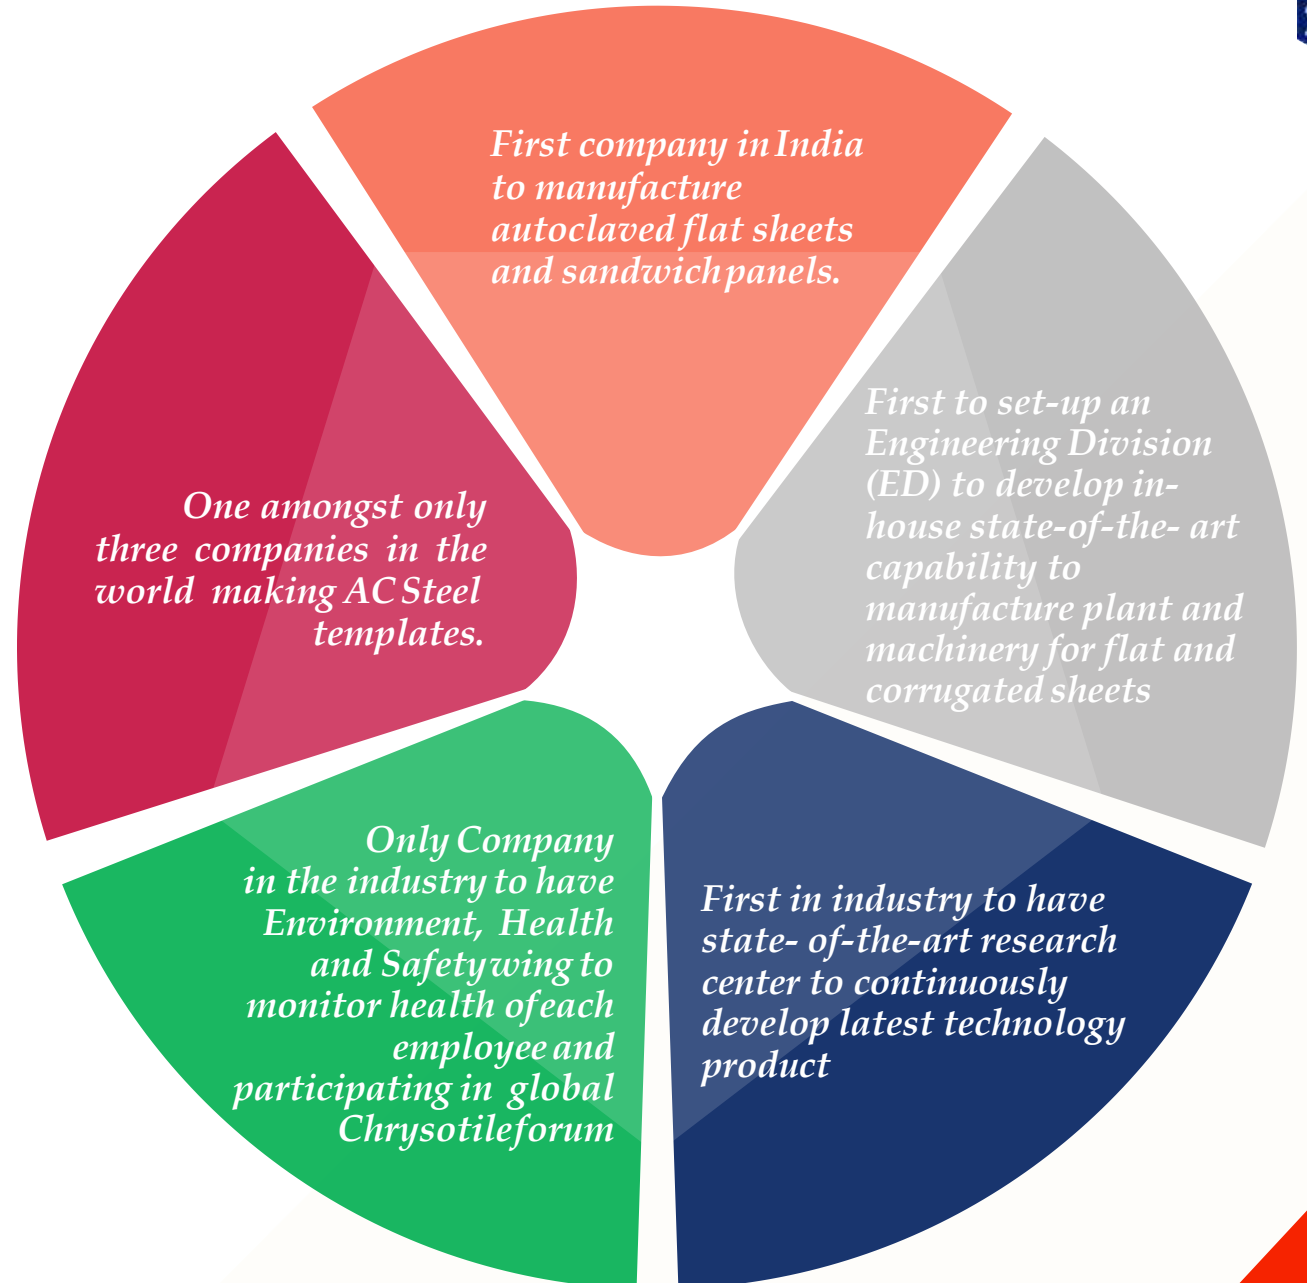 First company in India
to manufacture
autoclaved flat sheets
and sandwich panels.
First to set-up an
Engineering Division
(ED) to develop in-
house state-of-the- art
capability to
manufacture plant and
machinery for flat and
corrugated sheets
First in industry to have
state- of-the-art research
center to continuously
develop latest technology
product
Only Company
in the industry to have
Environment, Health
and Safety wing to
monitor health ofeach
employee and
participating in global
Chrysotile forum
One amongst only
three companies in the
world making AC Steel
templates.